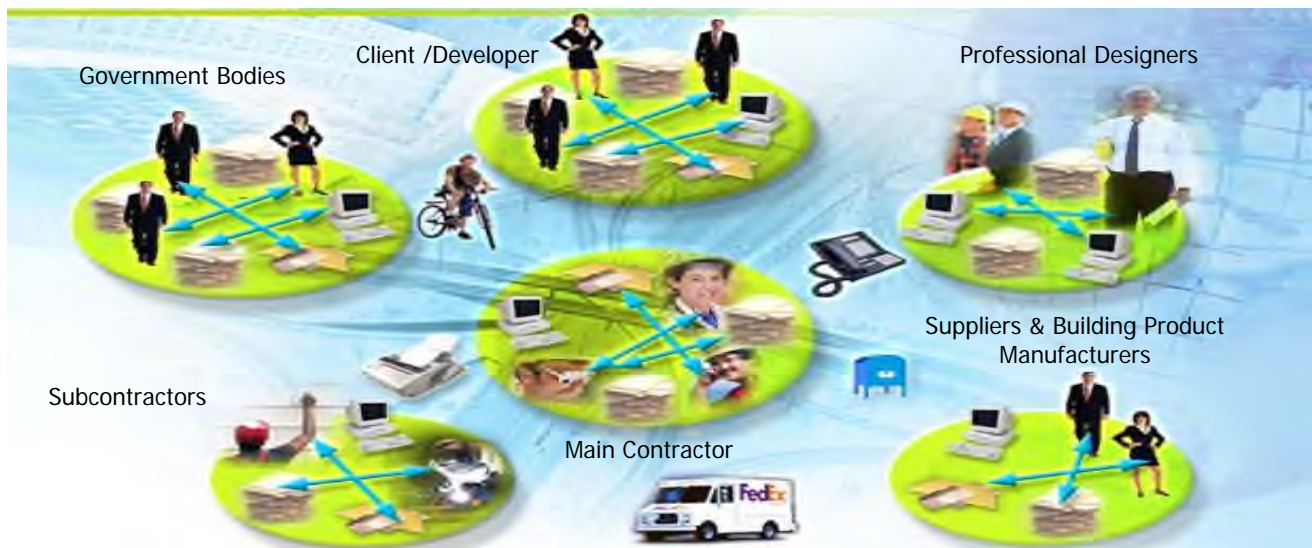 Client /Developer
Professional Designers
Government Bodies
Suppliers & Building Product
Manufacturers
Subcontractors
Main Contractor
FedEx